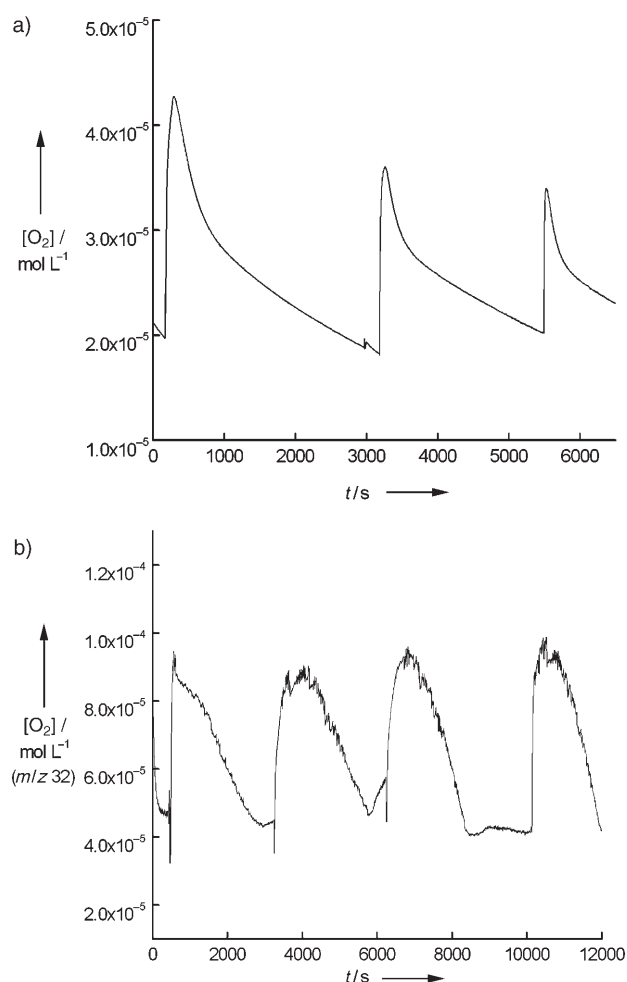 a)
5.0x10⁻⁵
4.0x10⁻⁵
3.0x10⁻⁵
2.0x10⁻⁵
1.0x10⁻⁵
[O₂] /
mol L⁻¹
0 1000 2000 3000 4000 5000 6000
t/s
b)
1.2x10⁻⁴
1.0x10⁻⁴
8.0x10⁻⁵
6.0x10⁻⁵
4.0x10⁻⁵
2.0x10⁻⁵
[O₂] /
mol L⁻¹
(m/z 32)
0 2000 4000 6000 8000 10000 12000
t/s